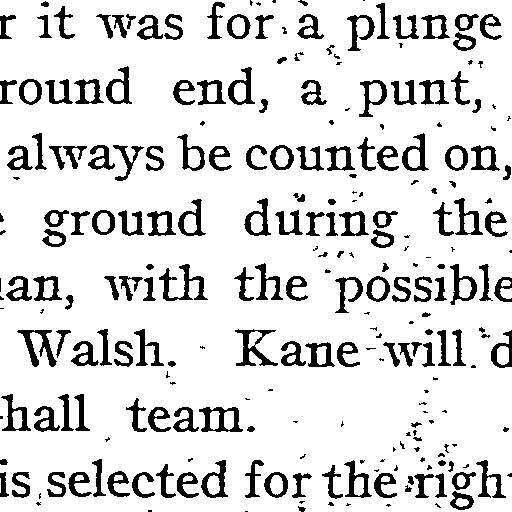 r it was for a plunge
round end, a punt,
always be counted on,
ground during the
an, with the possible
Walsh. Kane will d
-hall team.
is selected for the righ